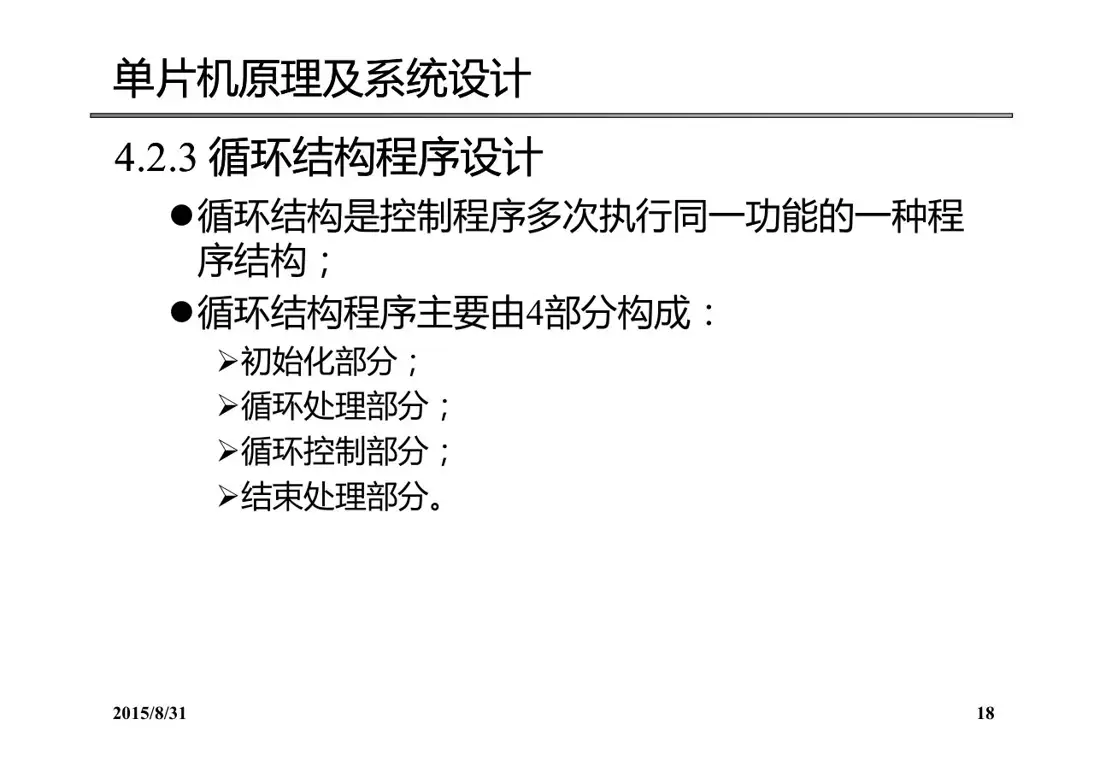 单片机原理及系统设计
4.2.3 循环结构程序设计
●循环结构是控制程序多次执行同一功能的一种程
序结构；
●循环结构程序主要由4部分构成：
➢初始化部分；
➢循环处理部分；
➢循环控制部分；
➢结束处理部分。
2015/8/31
18